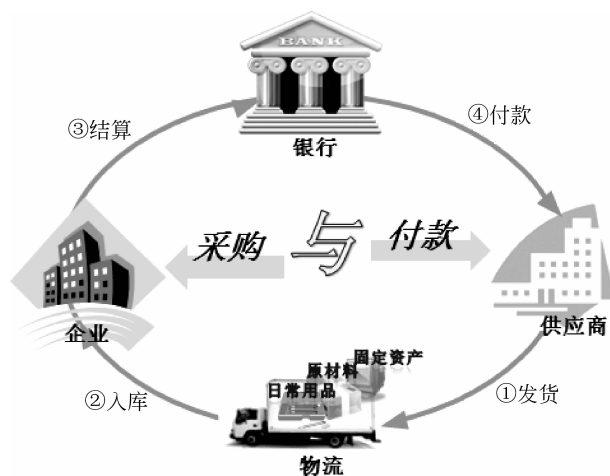 BANK
银行
③结算
④付款
采购 与 付款
企业
供应商
固定资产
原材料
日常用品
②入库
①发货
物流